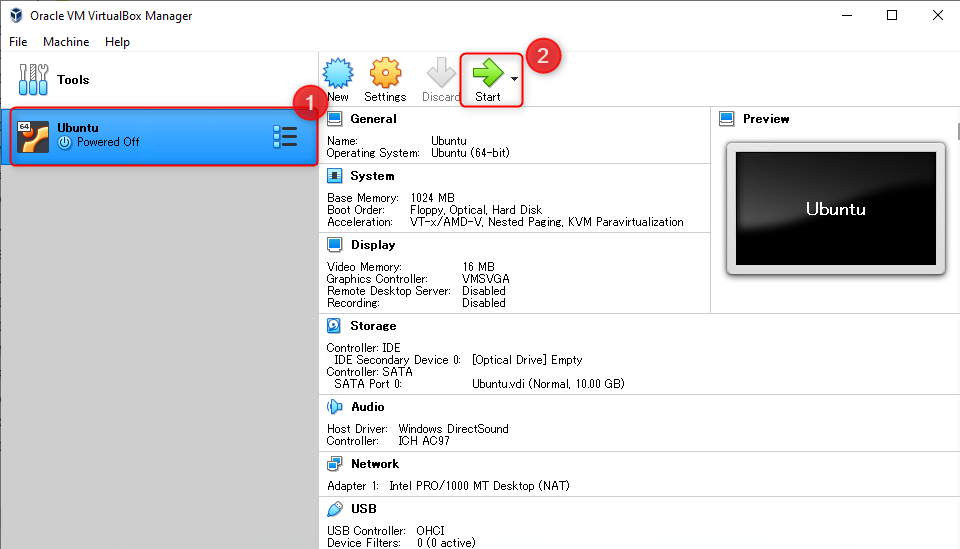 Oracle VM VirtualBox Manager
File Machine Help
Tools
New Settings Discard Start
2
1
64
Ubuntu
Powered Off
General
Name: Ubuntu
Operating System: Ubuntu (64-bit)
System
Base Memory: 1024 MB
Boot Order: Floppy, Optical, Hard Disk
Acceleration: VT-x/AMD-V, Nested Paging, KVM Paravirtualization
Display
Video Memory: 16 MB
Graphics Controller: VMSVGA
Remote Desktop Server: Disabled
Recording: Disabled
Preview
Ubuntu
Storage
Controller: IDE
IDE Secondary Device 0: [Optical Drive] Empty
Controller: SATA
SATA Port 0: Ubuntu.vdi (Normal, 10.00 GB)
Audio
Host Driver: Windows DirectSound
Controller: ICH AC97
Network
Adapter 1: Intel PRO/1000 MT Desktop (NAT)
USB
USB Controller: OHCI
Device Filters: 0 (0 active)